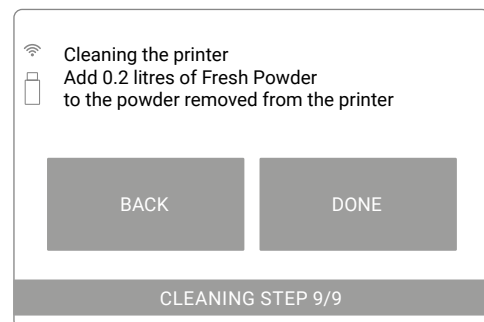 Cleaning the printer
Add 0.2 litres of Fresh Powder
to the powder removed from the printer
BACK
DONE
CLEANING STEP 9/9